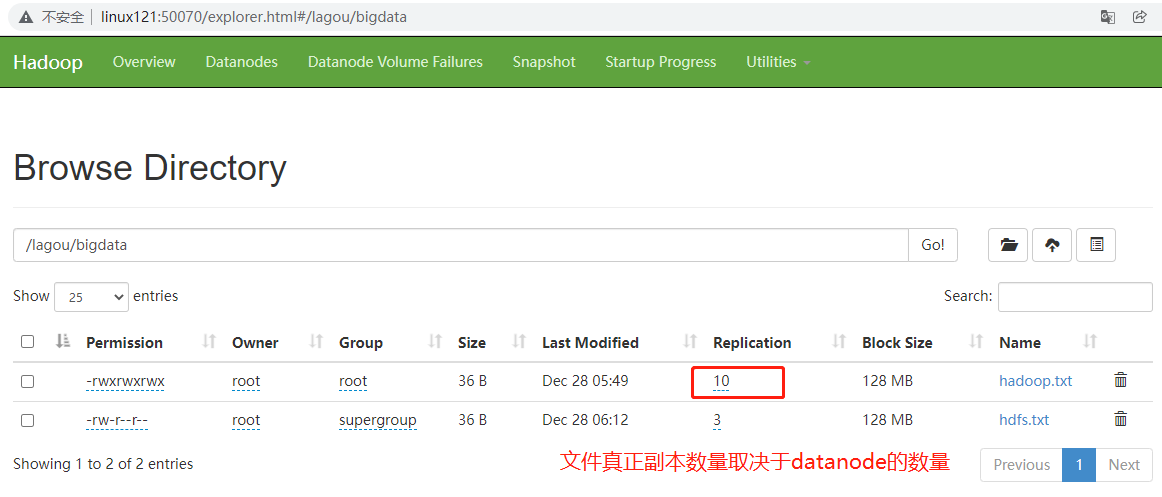 不安全 linux121:50070/explorer.html#/lagou/bigdata
Hadoop Overview Datanodes Datanode Volume Failures Snapshot Startup Progress Utilities
Browse Directory
/lagou/bigdata Go!
Show 25 entries Search:
Permission Owner Group Size Last Modified Replication Block Size Name
-rwxrwxrwx root root 36 B Dec 28 05:49 10 128 MB hadoop.txt
-rw-r--r-- root supergroup 36 B Dec 28 06:12 3 128 MB hdfs.txt
Showing 1 to 2 of 2 entries 文件真正副本数量取决于datanode的数量 Previous 1 Next